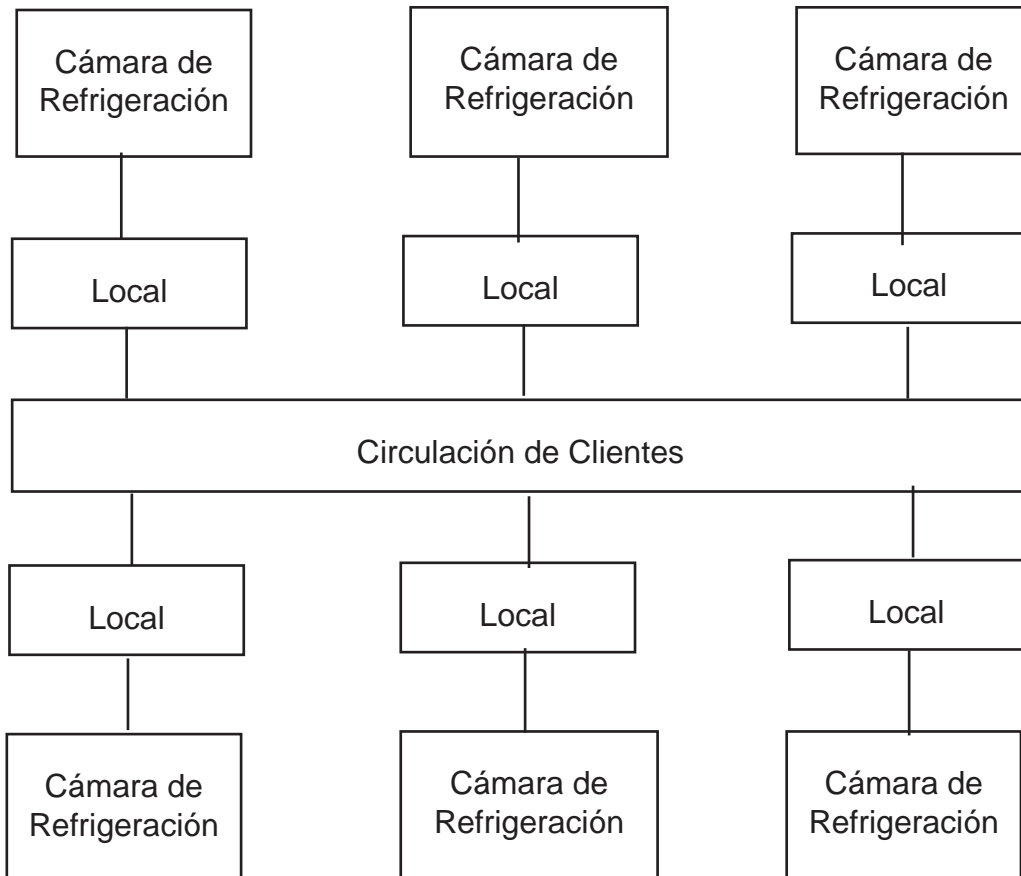 Cámara de
Refrigeración
Cámara de
Refrigeración
Cámara de
Refrigeración
Local
Local
Local
Circulación de Clientes
Local
Local
Local
Cámara de
Refrigeración
Cámara de
Refrigeración
Cámara de
Refrigeración